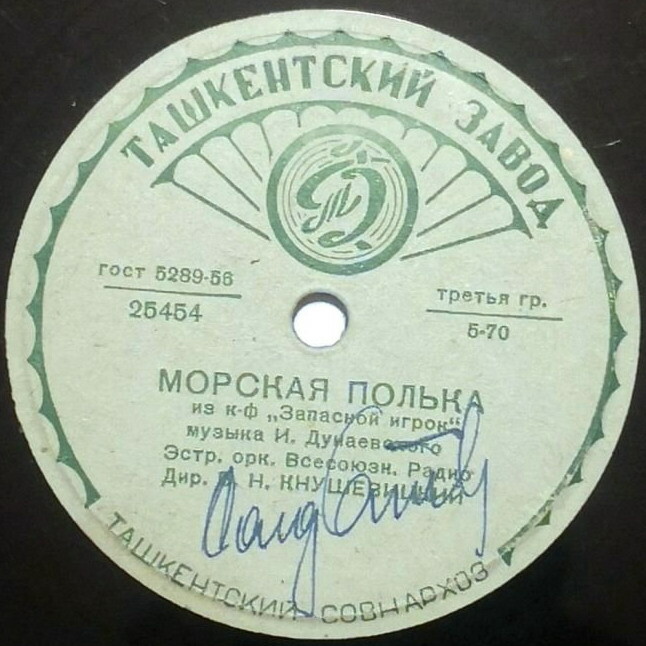 ТАШКЕНТСКИЙ ЗАВОД
гост 5289-56
25454
третья гр.
5-70
МОРСКАЯ ПОЛЬКА
из к-ф „Запасной игрок“
музыка И. Дунаевского
Эстр. орк. Всесоюзн. Радио
Дир. Н. КНУШЕВИЦКИЙ
ТАШКЕНТСКИЙ СОВНАРХОЗ